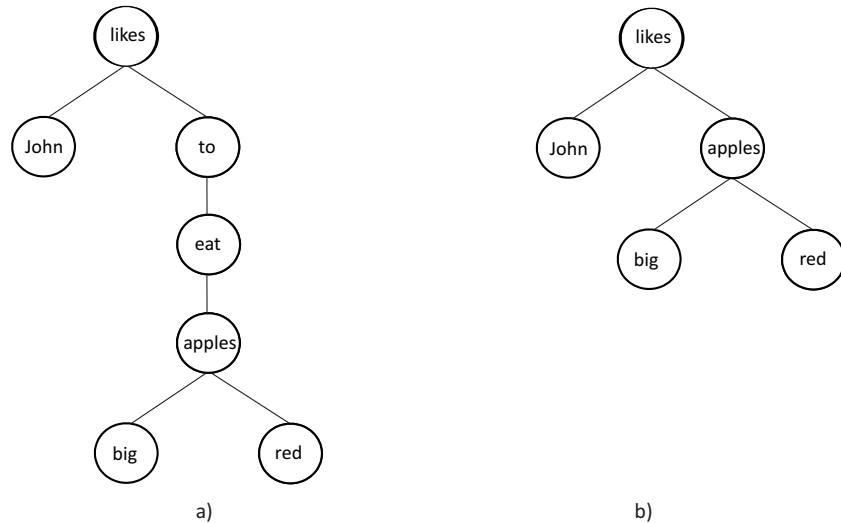 likes
John
to
eat
apples
big
red
a)
likes
John
apples
big
red
b)